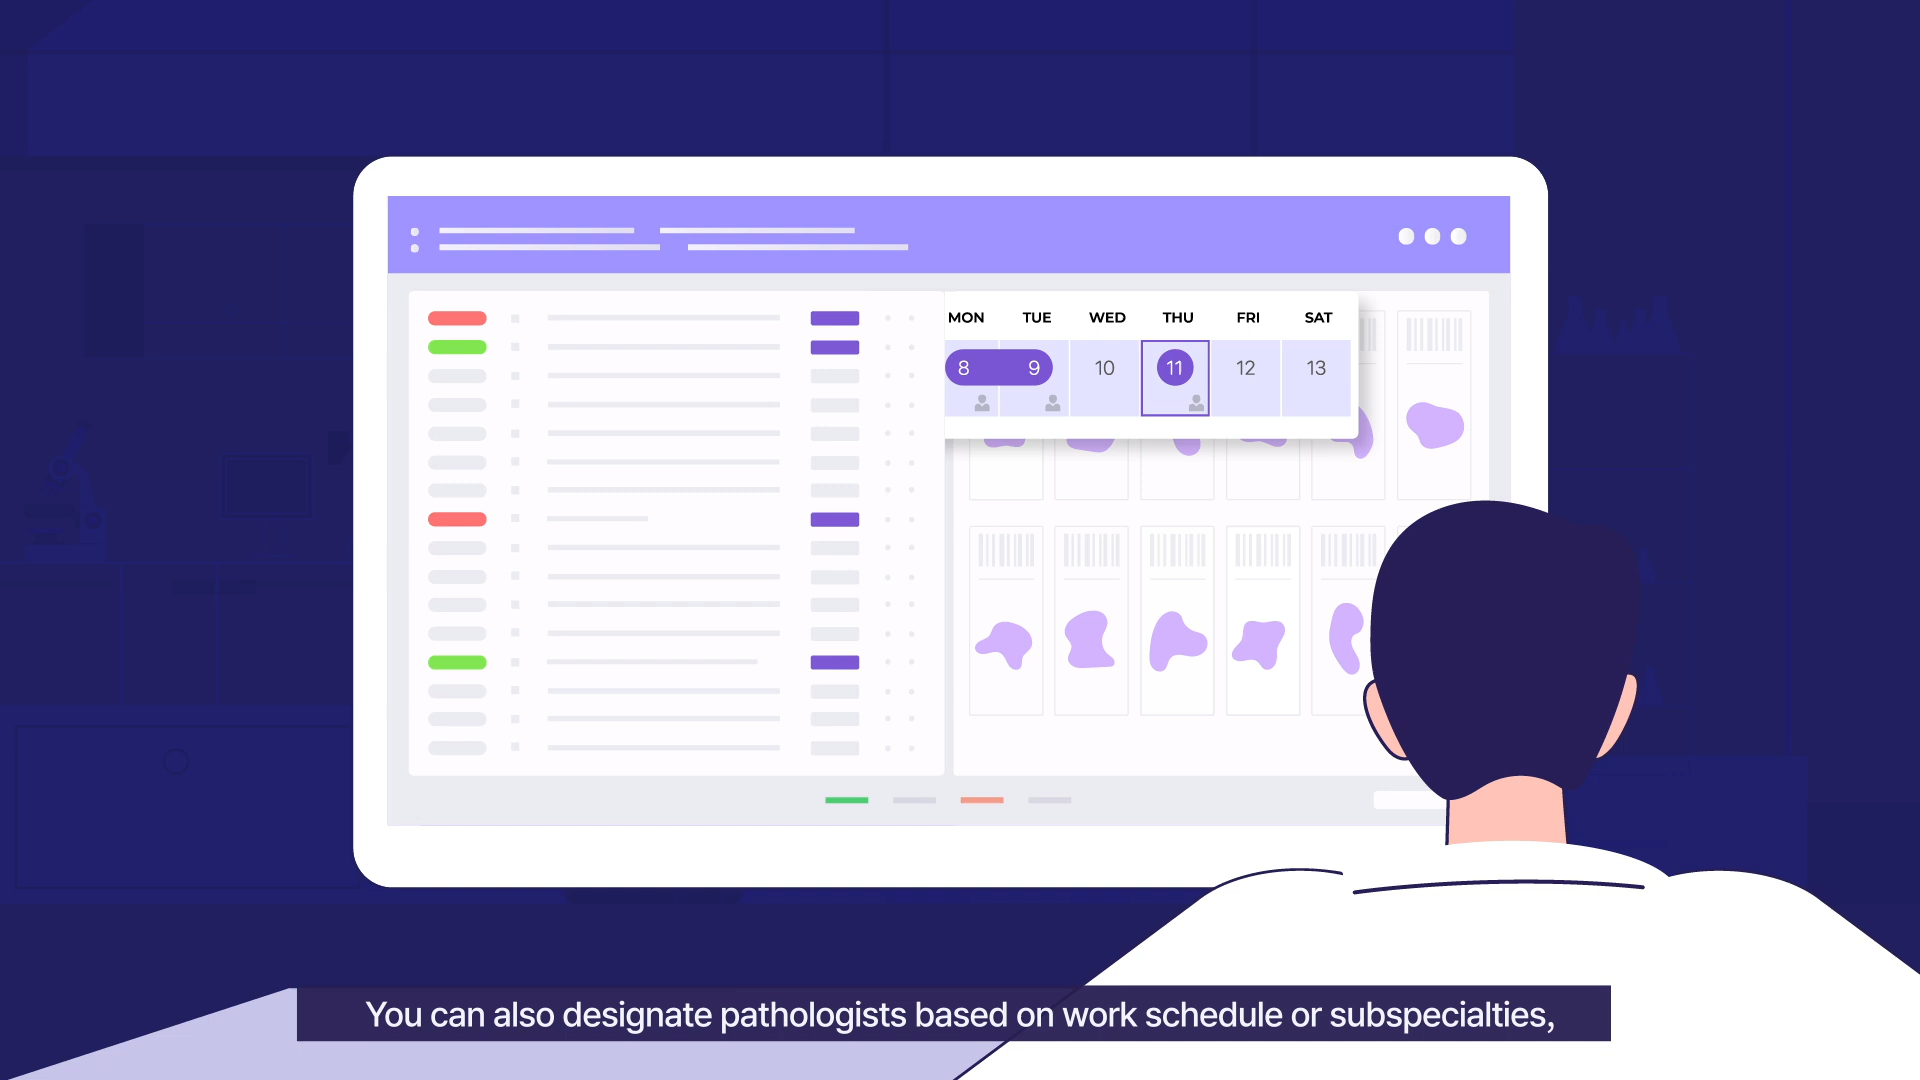 MON TUE WED THU FRI SAT
8 9 10 11 12 13
You can also designate pathologists based on work schedule or subspecialties,